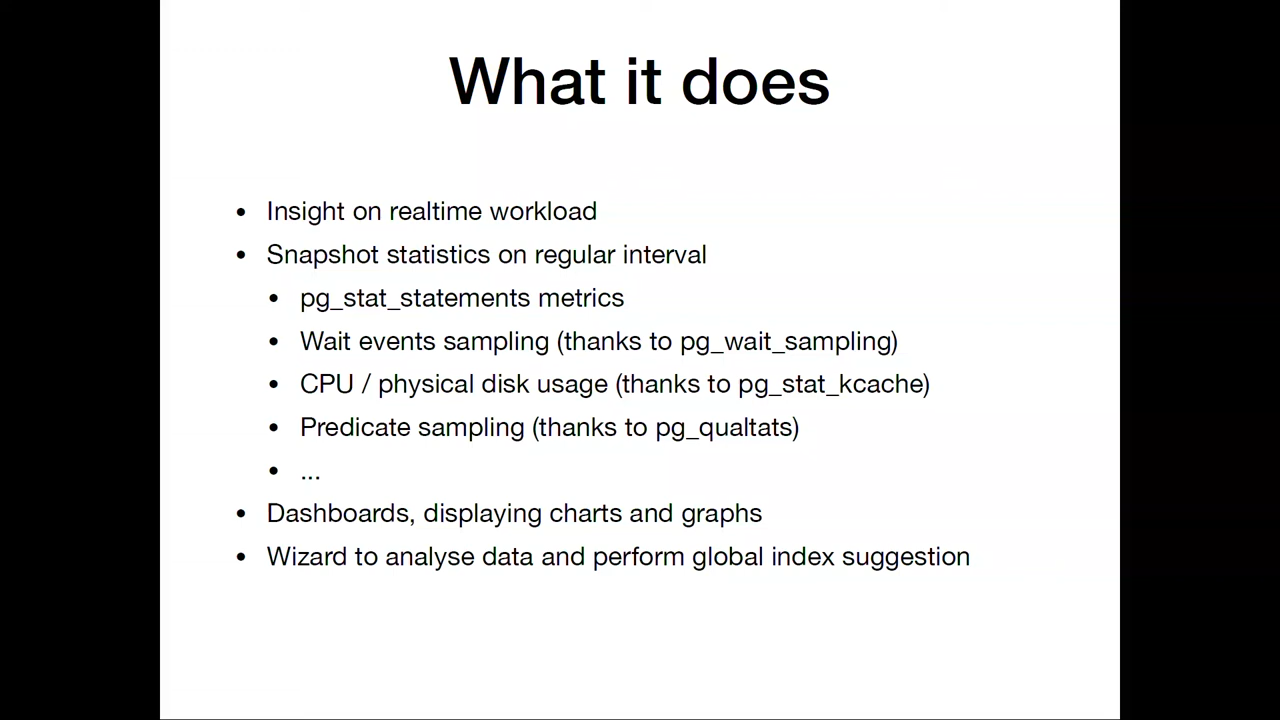 What it does
• Insight on realtime workload
• Snapshot statistics on regular interval
• pg_stat_statements metrics
• Wait events sampling (thanks to pg_wait_sampling)
• CPU / physical disk usage (thanks to pg_stat_kcache)
• Predicate sampling (thanks to pg_qualtats)
• ...
• Dashboards, displaying charts and graphs
• Wizard to analyse data and perform global index suggestion